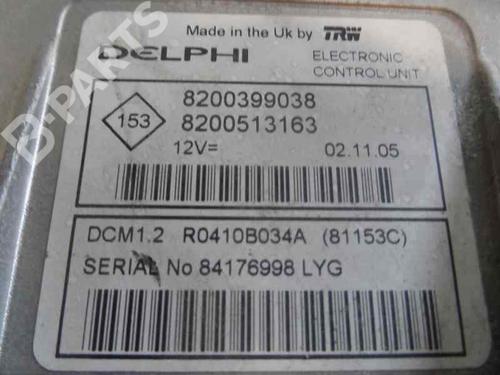 Made in the Uk by TRW
DELPHI
ELECTRONIC
CONTROL UNIT
153
8200399038
8200513163
12V=
02.11.05
DCM1.2 R0410B034A (81153C)
SERIAL No 84176998 LYG
B-PARTS